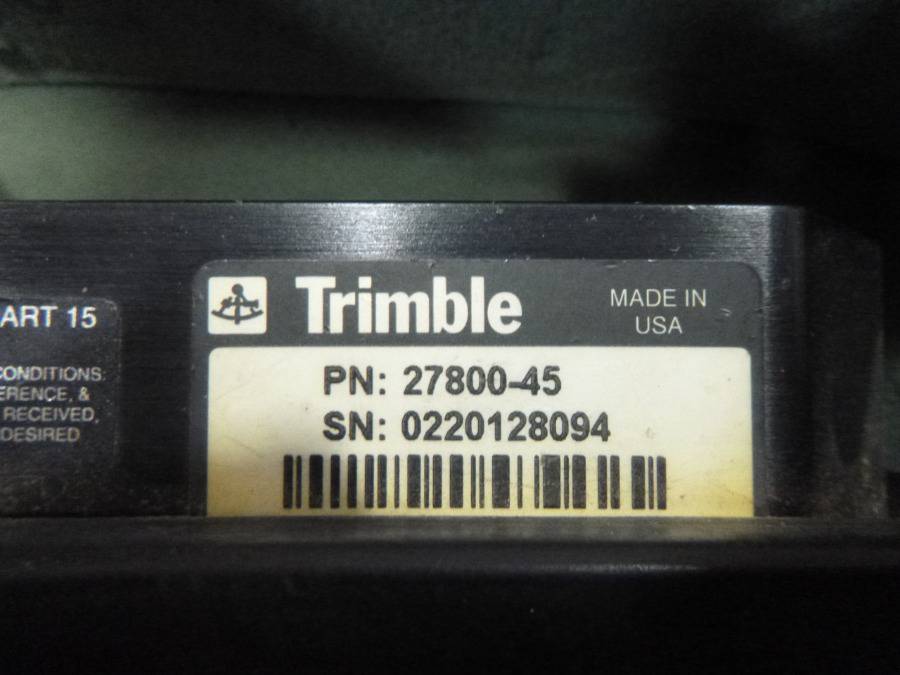 ART 15
CONDITIONS:
ERENCE, &
RECEIVED,
DESIRED
Trimble
MADE IN
USA
PN: 27800-45
SN: 0220128094